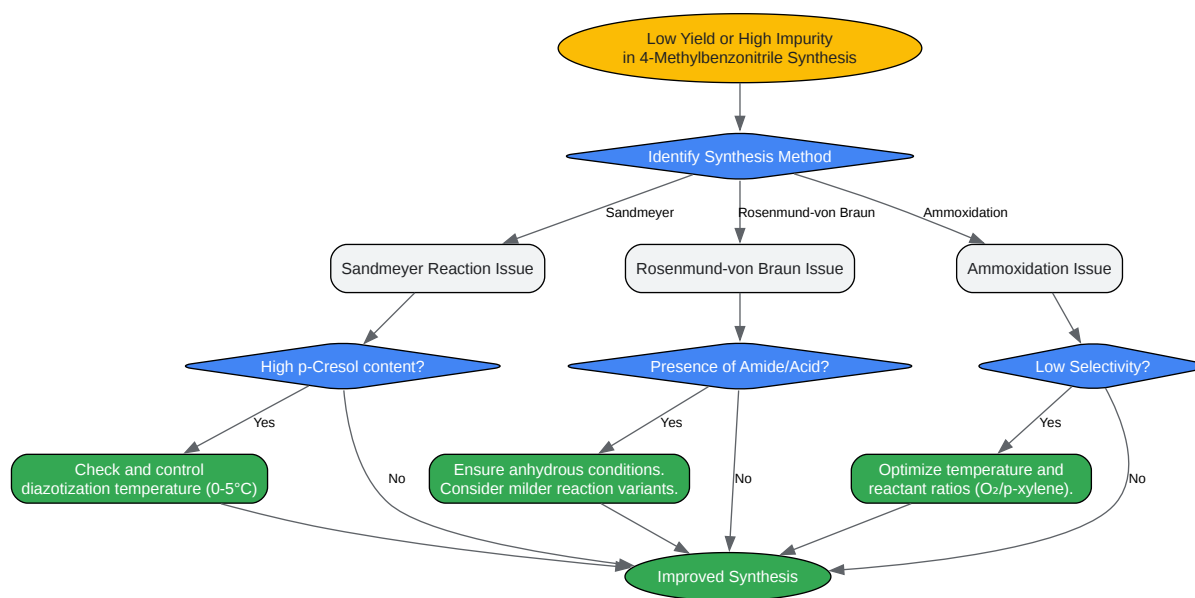 Low Yield or High Impurity
in 4-Methylbenzonitrile Synthesis
Identify Synthesis Method
Sandmeyer
Rosenmund-von Braun
Ammoxidation
Sandmeyer Reaction Issue
Rosenmund-von Braun Issue
Ammoxidation Issue
High p-Cresol content?
Presence of Amide/Acid?
Low Selectivity?
Yes
Yes
Yes
Check and control
diazotization temperature (0-5°C)
No
Ensure anhydrous conditions.
Consider milder reaction variants.
No
Optimize temperature and
reactant ratios (O₂/p-xylene).
No
Improved Synthesis